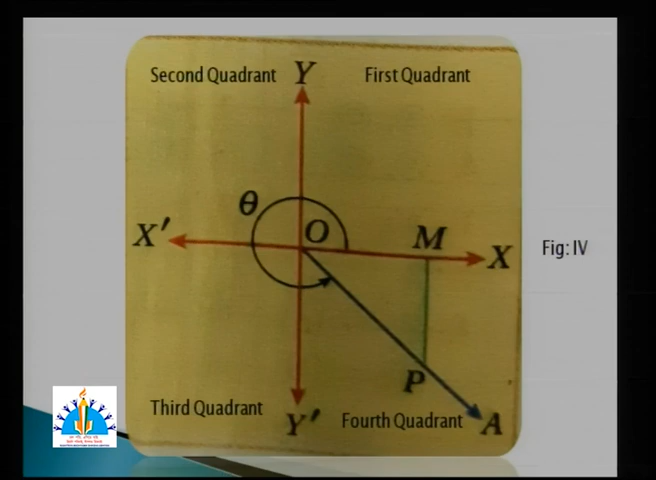 Second Quadrant
Y
First Quadrant
θ
X′
O
M
X
Fig: IV
P
Third Quadrant
Y′
Fourth Quadrant
A